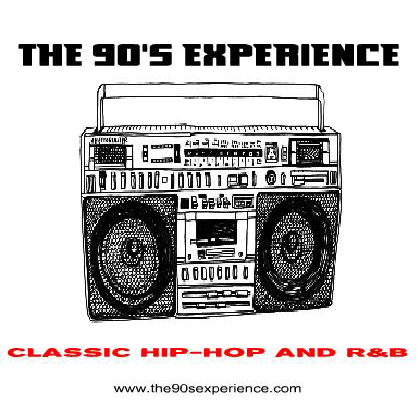 THE 90'S EXPERIENCE
CLASSIC HIP-HOP AND R&B
www.the90sexperience.com